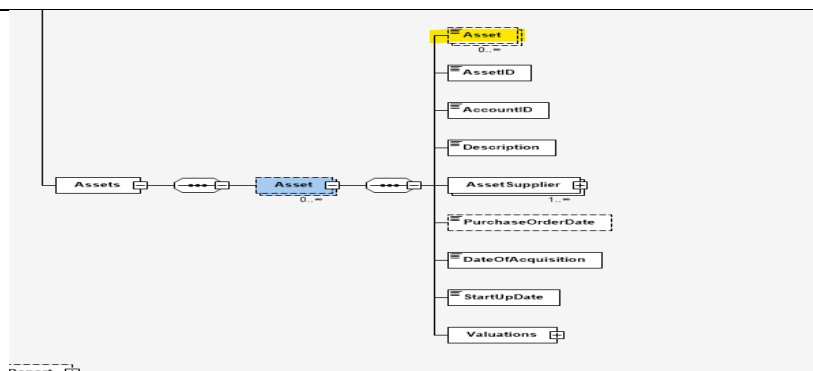 Asset
0..∞
AssetID
AccountID
Description
Assets
Asset
0..∞
AssetSupplier
1..∞
PurchaseOrderDate
DateOfAcquisition
StartUpDate
Valuations